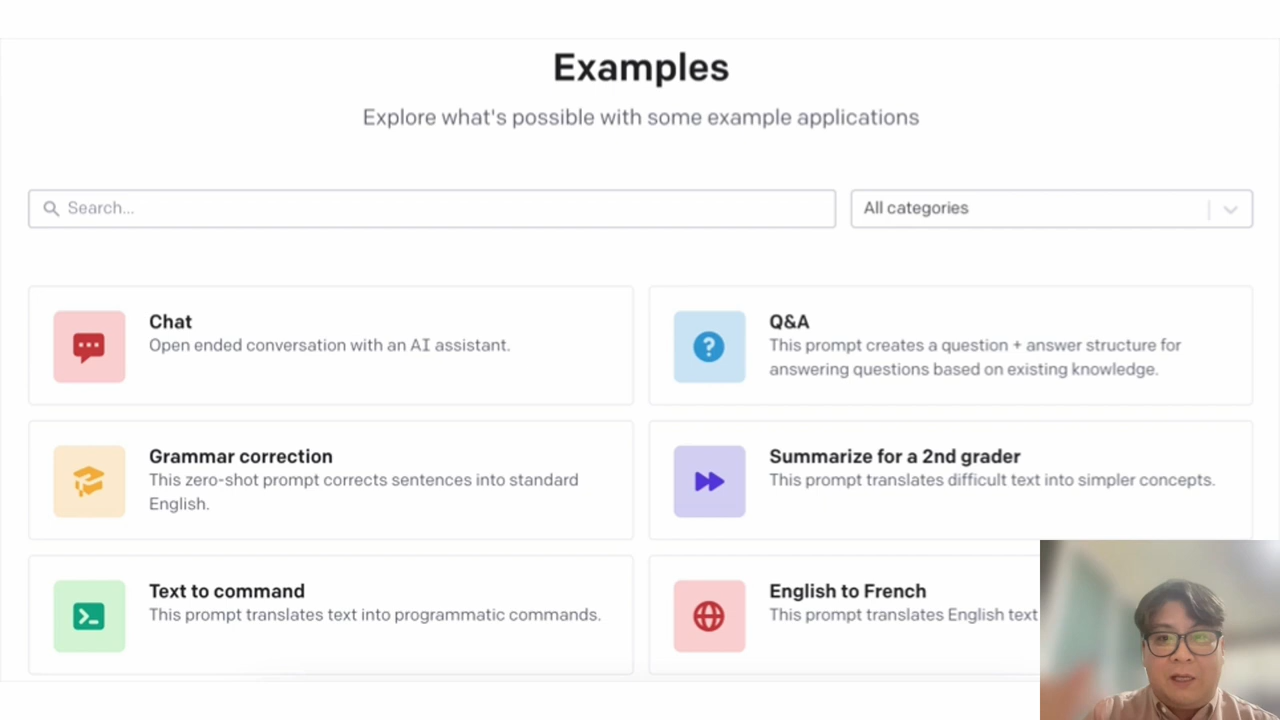 Examples
Explore what's possible with some example applications
Search...
All categories
Chat
Open ended conversation with an AI assistant.
Q&A
This prompt creates a question + answer structure for
answering questions based on existing knowledge.
Grammar correction
This zero-shot prompt corrects sentences into standard
English.
Summarize for a 2nd grader
This prompt translates difficult text into simpler concepts.
Text to command
This prompt translates text into programmatic commands.
English to French
This prompt translates English text